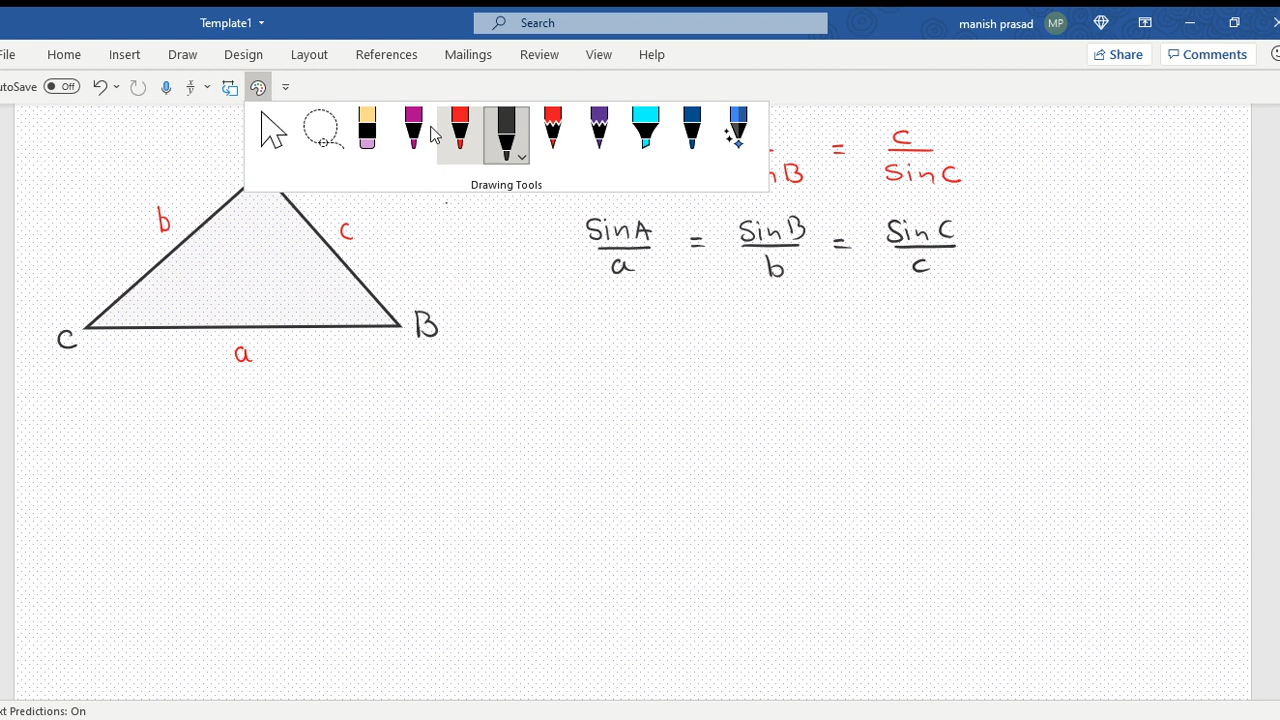 Template1
Search
manish prasad
MP
File
Home
Insert
Draw
Design
Layout
References
Mailings
Review
View
Help
Share
Comments
AutoSave
Off
x/y
Drawing Tools
= c/SinC
SinA/a = SinB/b = SinC/c
b
c
C
B
a
Predictions: On